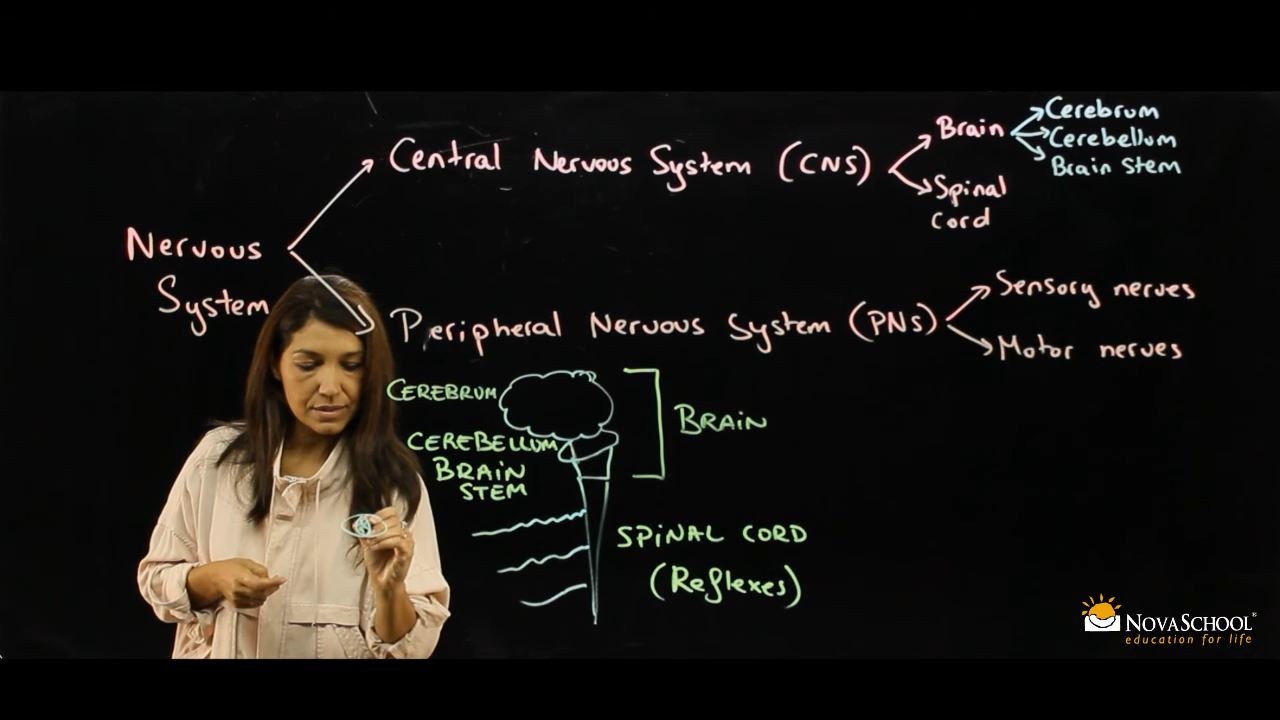 Nervous
System
Central Nervous System (CNS)
Brain
Cerebrum
Cerebellum
Brain stem
Spinal
cord
Peripheral Nervous System (PNs)
Sensory nerves
Motor nerves
CEREBRUM
CEREBELLUM
BRAIN
STEM
BRAIN
SPINAL CORD
(Reflexes)
NOVASCHOOL®
education for life